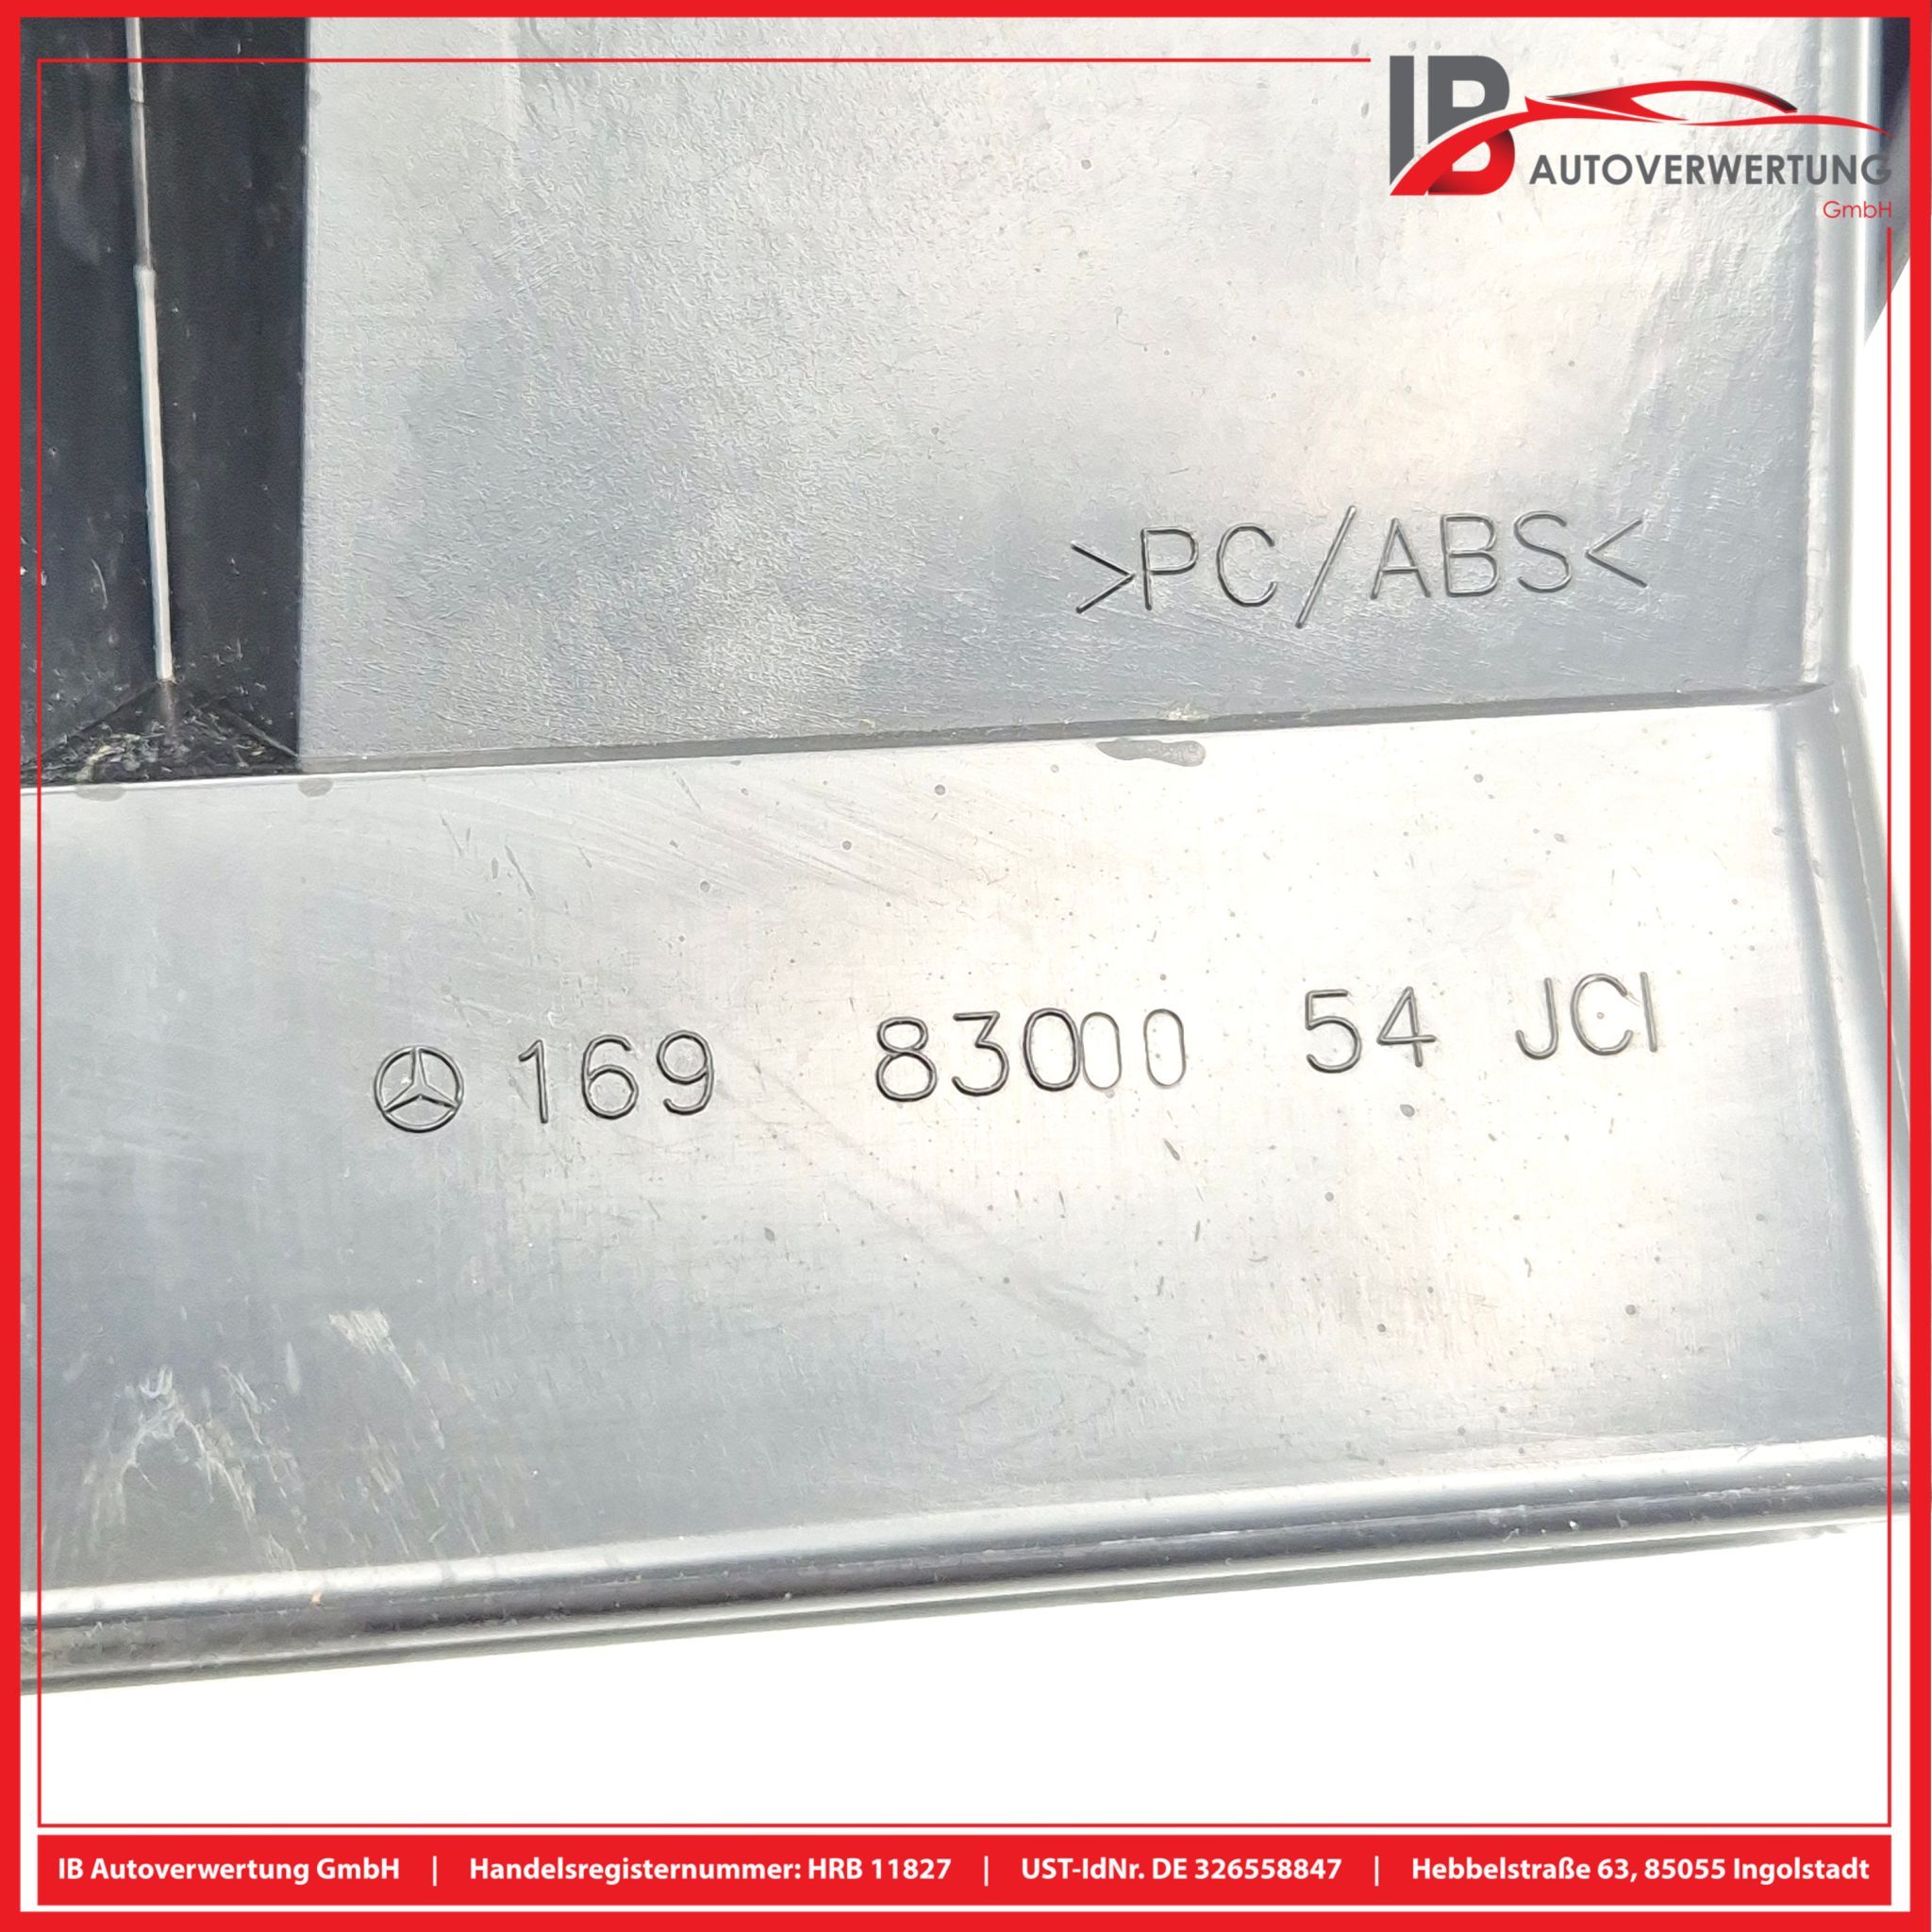 IB
AUTOVERWERTUNG
GmbH
>PC/ABS<
169 83000 54 JCI
IB Autoverwertung GmbH | Handelsregisternummer: HRB 11827 | UST-IdNr. DE 326558847 | Hebbelstraße 63, 85055 Ingolstadt